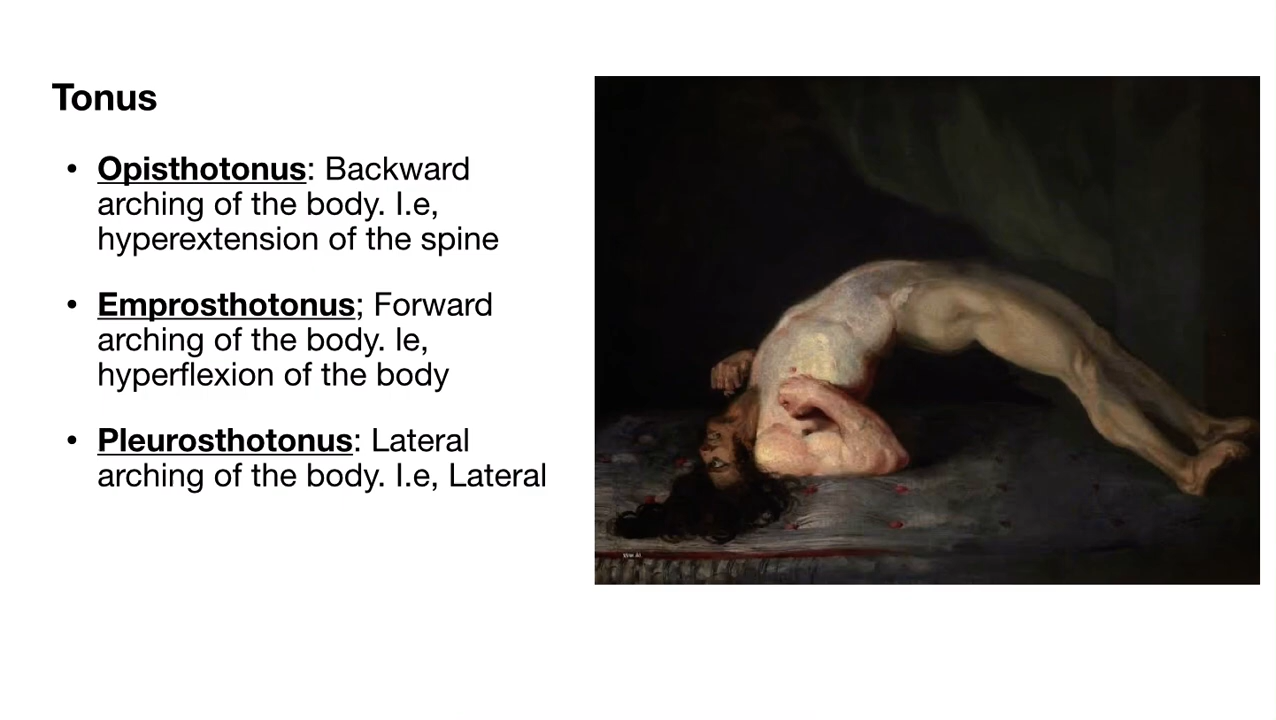 Tonus
• Opisthotonus: Backward
arching of the body. I.e,
hyperextension of the spine
• Emprosthotonus; Forward
arching of the body. Ie,
hyperflexion of the body
• Pleurosthotonus: Lateral
arching of the body. I.e, Lateral